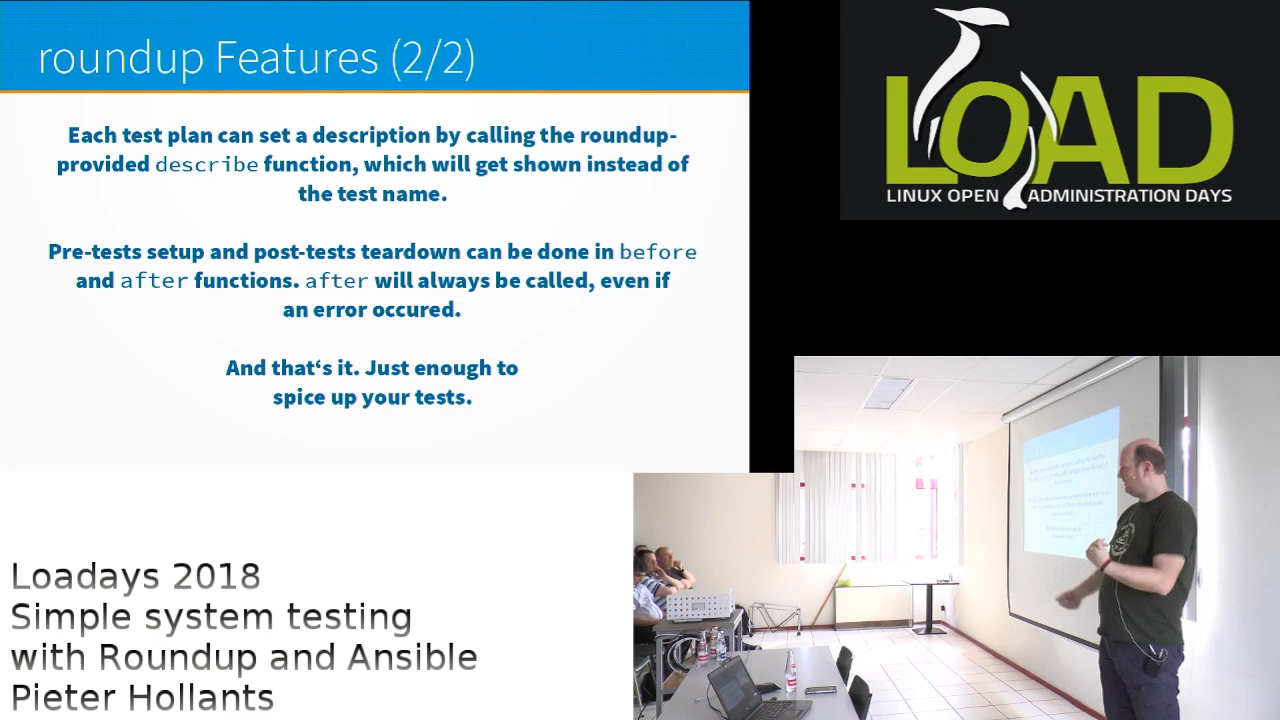 roundup Features (2/2)
Each test plan can set a description by calling the roundup-
provided describe function, which will get shown instead of
the test name.
Pre-tests setup and post-tests teardown can be done in before
and after functions. after will always be called, even if
an error occured.
And that‘s it. Just enough to
spice up your tests.
LOAD
LINUX OPEN ADMINISTRATION DAYS
Loadays 2018
Simple system testing
with Roundup and Ansible
Pieter Hollants